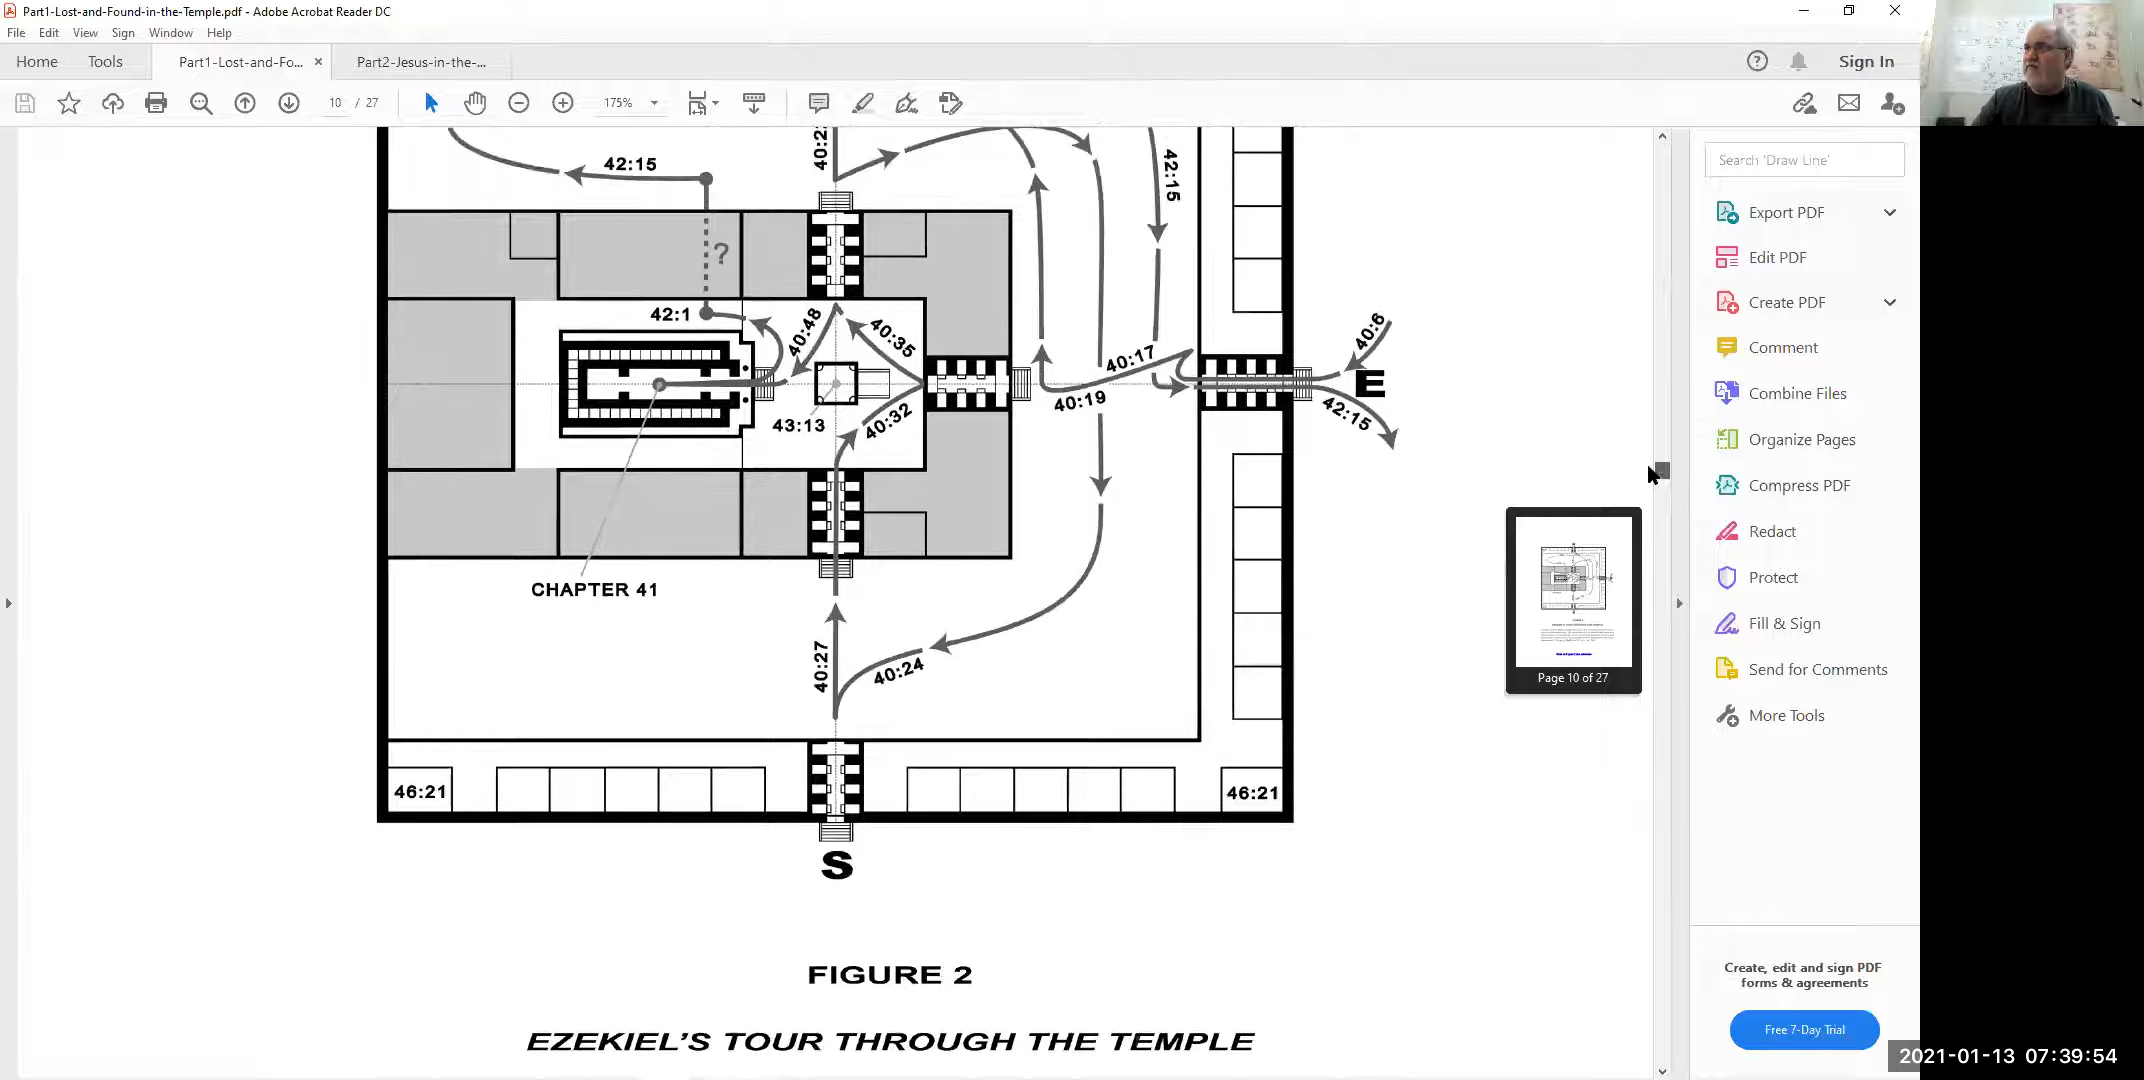 Part1-Lost-and-Found-in-the-Temple.pdf - Adobe Acrobat Reader DC
File Edit View Sign Window Help
Home Tools Part1-Lost-and-Fo... × Part2-Jesus-in-the-... Sign In
10 / 27 175%
Search 'Draw Line'
Export PDF
Edit PDF
Create PDF
Comment
Combine Files
Organize Pages
Compress PDF
Redact
Protect
Fill & Sign
Send for Comments
More Tools
Create, edit and sign PDF
forms & agreements
Free 7-Day Trial
42:15
40:2
42:15
?
42:1
40:48
40:35
40:6
40:17
E
40:19
42:15
43:13
40:32
CHAPTER 41
40:27
40:24
46:21
46:21
S
FIGURE 2
EZEKIEL'S TOUR THROUGH THE TEMPLE
Page 10 of 27
2021-01-13 07:39:54